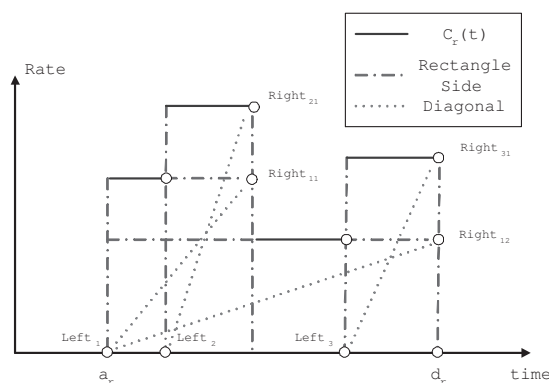 C_r(t)
Rectangle
Side
Diagonal
Rate
Right_21
Right_31
Right_11
Right_12
Left_1
Left_2
Left_3
a_r
d_r
time